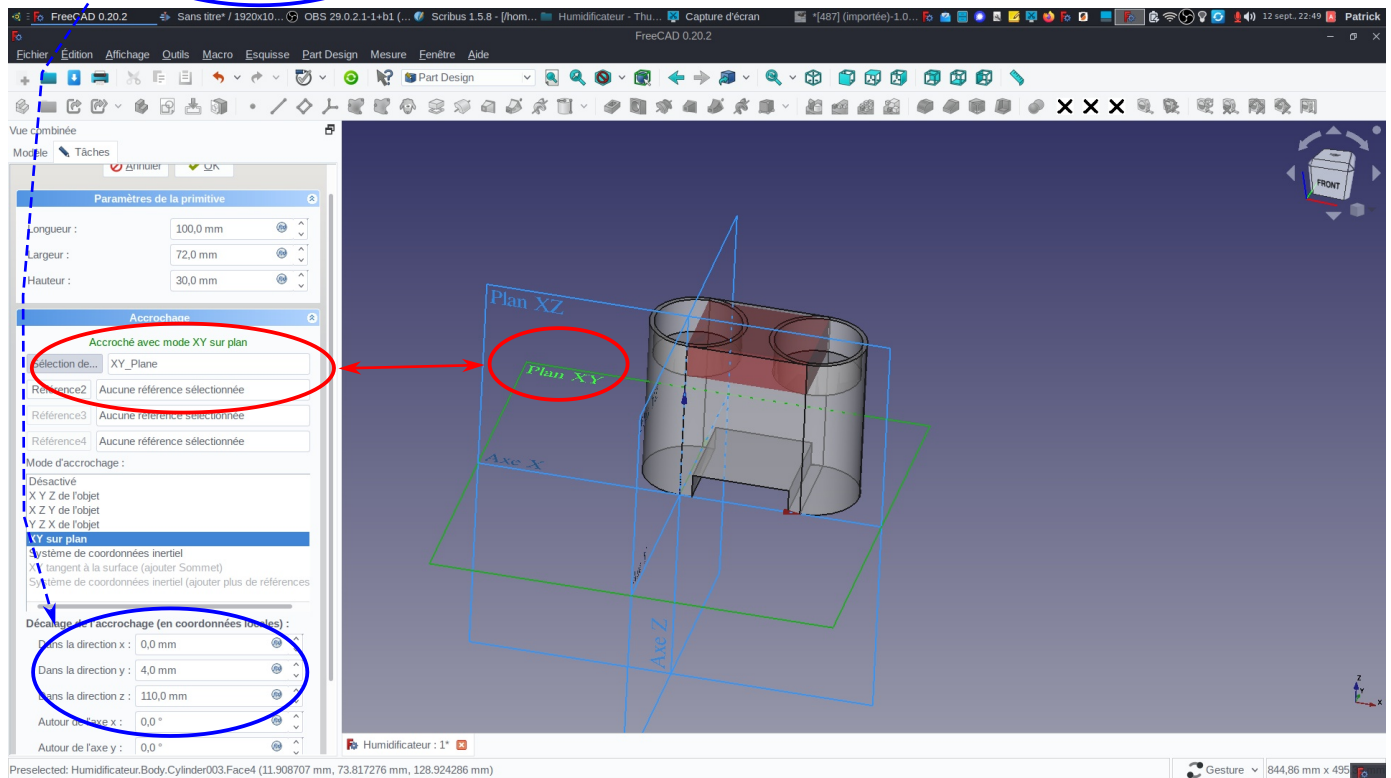 FreeCAD 0.20.2
Sans titre* / 1920x10...
OBS 29.0.2.1-1+b1 (...
Scribus 1.5.8 - [/hom...
Humidificateur - Thu...
Capture d'écran
*[487] (importée)-1.0...
12 sept., 22:49
Patrick
FreeCAD 0.20.2
Fichier Édition Affichage Outils Macro Esquisse Part Design Mesure Fenêtre Aide
Part Design
Vue combinée
Modèle Tâches
Annuler OK
Paramètres de la primitive
Longueur : 100,0 mm
Largeur : 72,0 mm
Hauteur : 30,0 mm
Accrochage
Accroché avec mode XY sur plan
Sélection de... XY_Plane
Référence2 Aucune référence sélectionnée
Référence3 Aucune référence sélectionnée
Référence4 Aucune référence sélectionnée
Mode d'accrochage :
Désactivé
X Y Z de l'objet
X Z Y de l'objet
Y Z X de l'objet
XY sur plan
Système de coordonnées inertiel
XY tangent à la surface (ajouter Sommet)
Système de coordonnées inertiel (ajouter plus de références
Décalage de l'accrochage (en coordonnées locales) :
Dans la direction x : 0,0 mm
Dans la direction y : 4,0 mm
Dans la direction z : 110,0 mm
Autour de l'axe x : 0,0 °
Autour de l'axe y : 0,0 °
Plan XZ
Plan XY
Axe X
Axe Z
FRONT
Z
Y
X
Humidificateur : 1*
Preselected: Humidificateur.Body.Cylinder003.Face4 (11.908707 mm, 73.817276 mm, 128.924286 mm)
Gesture
844,86 mm x 495